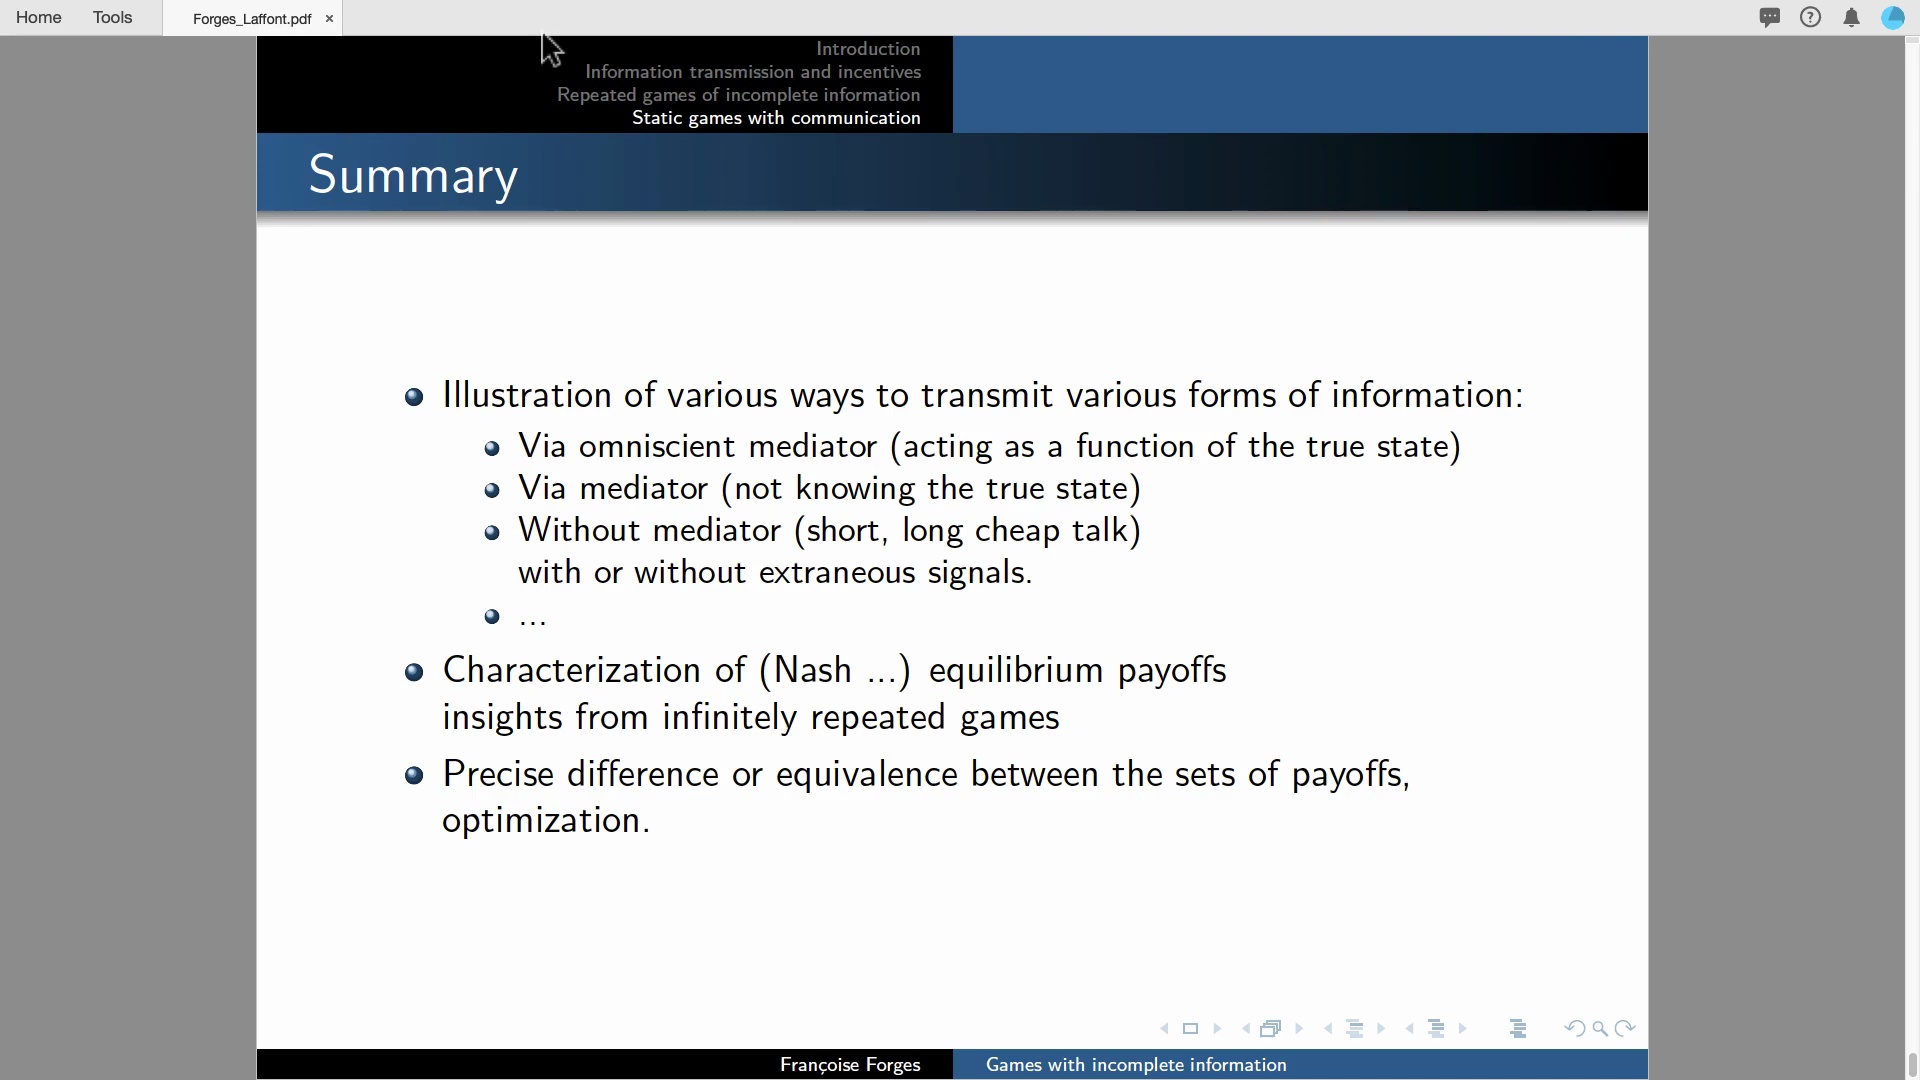 Home Tools Forges_Laffont.pdf ×
Introduction
Information transmission and incentives
Repeated games of incomplete information
Static games with communication
Summary
Illustration of various ways to transmit various forms of information:
Via omniscient mediator (acting as a function of the true state)
Via mediator (not knowing the true state)
Without mediator (short, long cheap talk)
with or without extraneous signals.
...
Characterization of (Nash ...) equilibrium payoffs
insights from infinitely repeated games
Precise difference or equivalence between the sets of payoffs,
optimization.
Françoise Forges Games with incomplete information